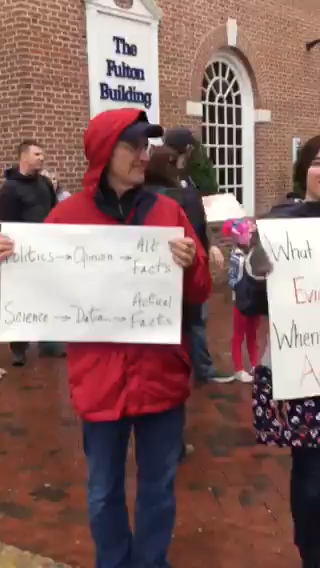 The
Fulton
Building
Politics → Opinion → Alt
Facts
Science → Data → Actual
Facts
What
Evi
When
A